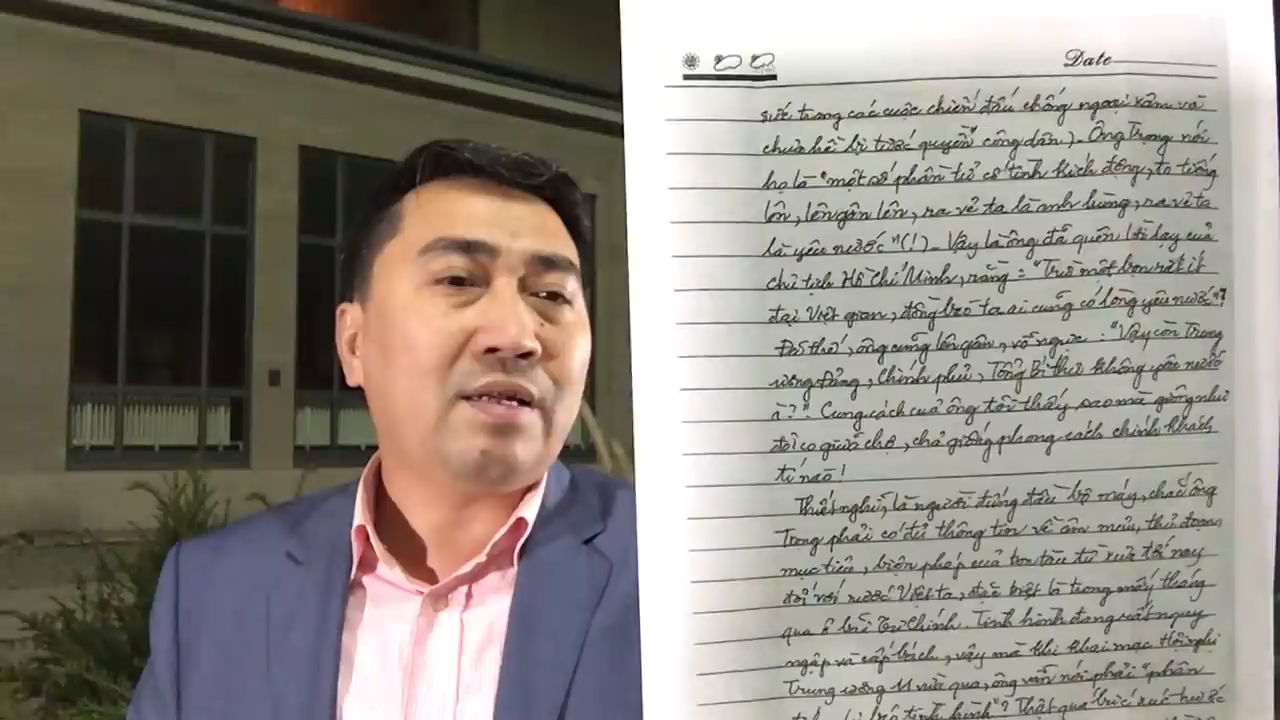 Date
sức trong các cuộc chiến đấu chống ngoại xâm và
chưa hề bị tước quyền công dân). Ông Trọng nói
họ là "một số phần tử cố tình kích động, to tiếng
lên, lên gân lên, ra vẻ ta là anh hùng, ra vẻ ta
là yêu nước"(!) – Vậy là ông đã quên lời dạy của
chủ tịch Hồ Chí Minh, rằng: "Trừ một bọn rất ít
đại Việt gian, đồng bào ta ai cũng có lòng yêu nước"?
thế, ông cũng lên gân, vỗ ngực: "Vậy còn Trung
ương Đảng, Chính phủ, Tổng Bí thư không yêu nước
à?". Cung cách của ông tôi thấy sao mà giống như
đôi co giữa chợ, chả giống phong cách chính khách
tí nào!
Thiết nghĩ, là người đứng đầu bộ máy, chắc ông
Trọng phải có đủ thông tin về âm mưu, thủ đoạn
mục tiêu, biện pháp của bọn tàu từ xưa tới nay
đối với nước Việt ta, đặc biệt là trong mấy tháng
qua ở bãi Tư Chính. Tình hình đang rất nguy
ngập và cấp bách, vậy mà khi khai mạc Hội nghị
Trung ương 11 vừa qua, ông vẫn nói phải "phân
tình hình"? Thật quá bức xúc trước